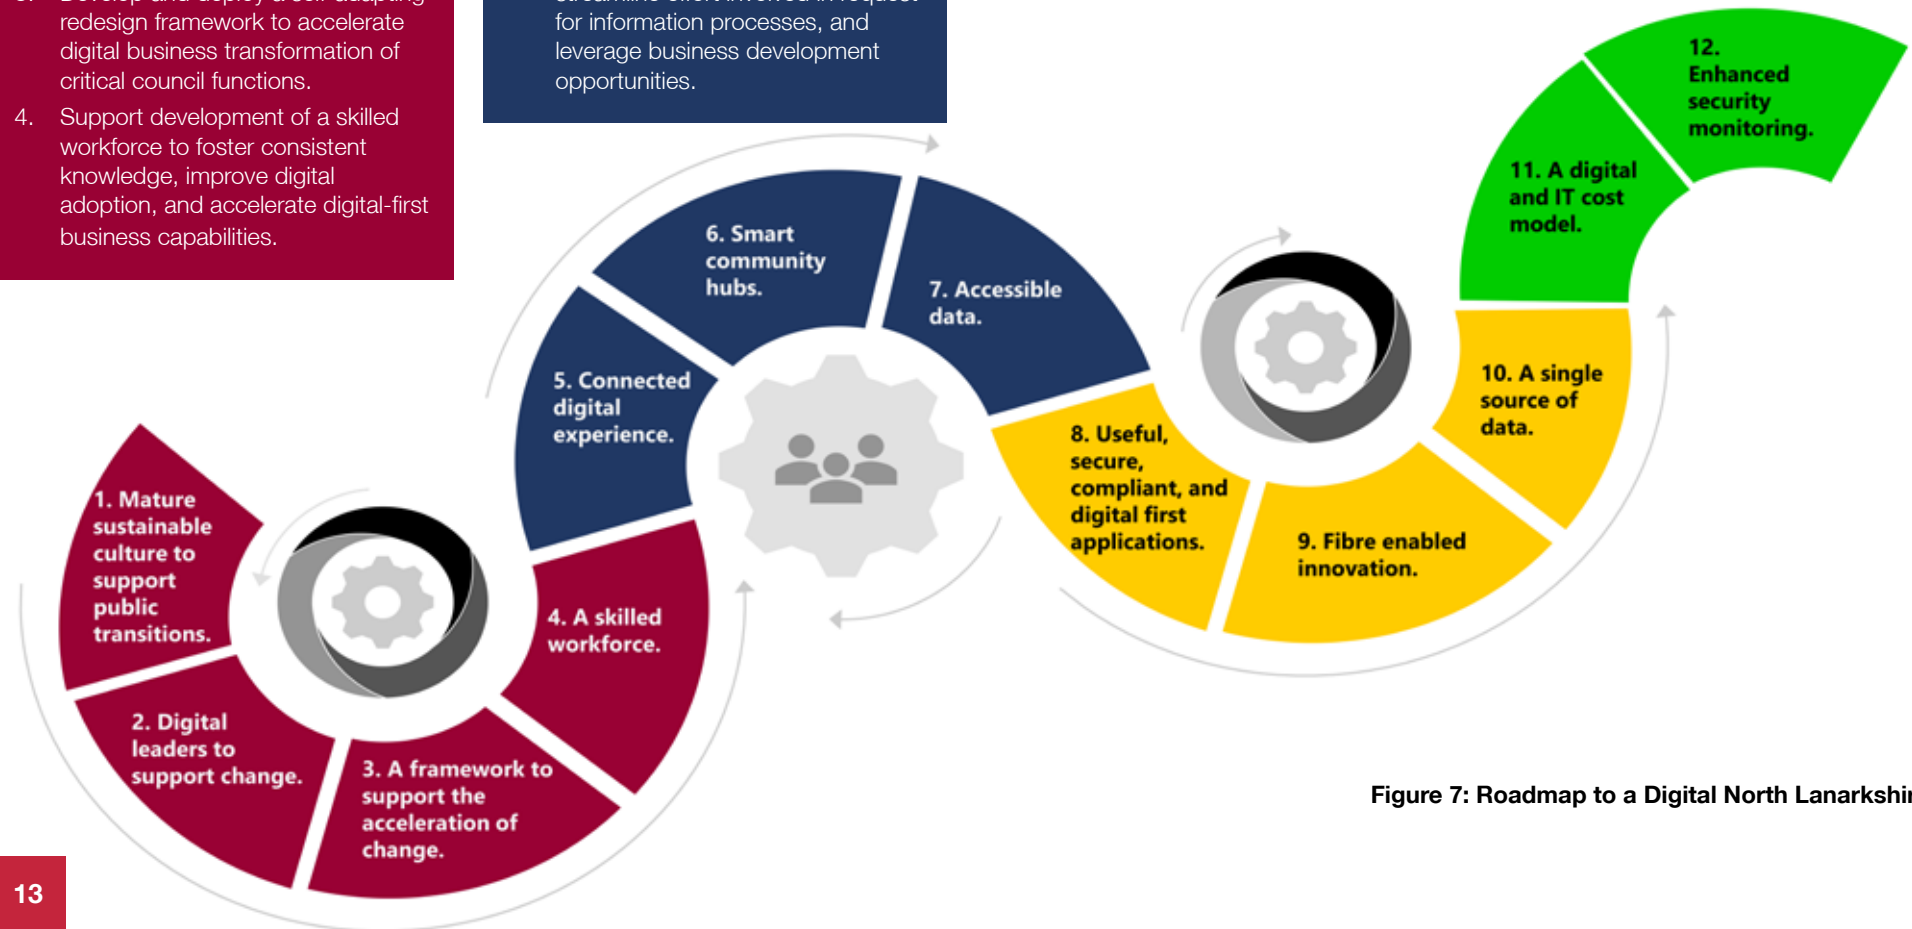 redesign framework to accelerate
digital business transformation of
critical council functions.
4. Support development of a skilled
workforce to foster consistent
knowledge, improve digital
adoption, and accelerate digital-first
business capabilities.
for information processes, and
leverage business development
opportunities.
1. Mature
sustainable
culture to
support
public
transitions.
2. Digital
leaders to
support change.
3. A framework to
support the
acceleration of
change.
4. A skilled
workforce.
5. Connected
digital
experience.
6. Smart
community
hubs.
7. Accessible
data.
8. Useful,
secure,
compliant, and
digital first
applications.
9. Fibre enabled
innovation.
10. A single
source of
data.
11. A digital
and IT cost
model.
12.
Enhanced
security
monitoring.
Figure 7: Roadmap to a Digital North
13